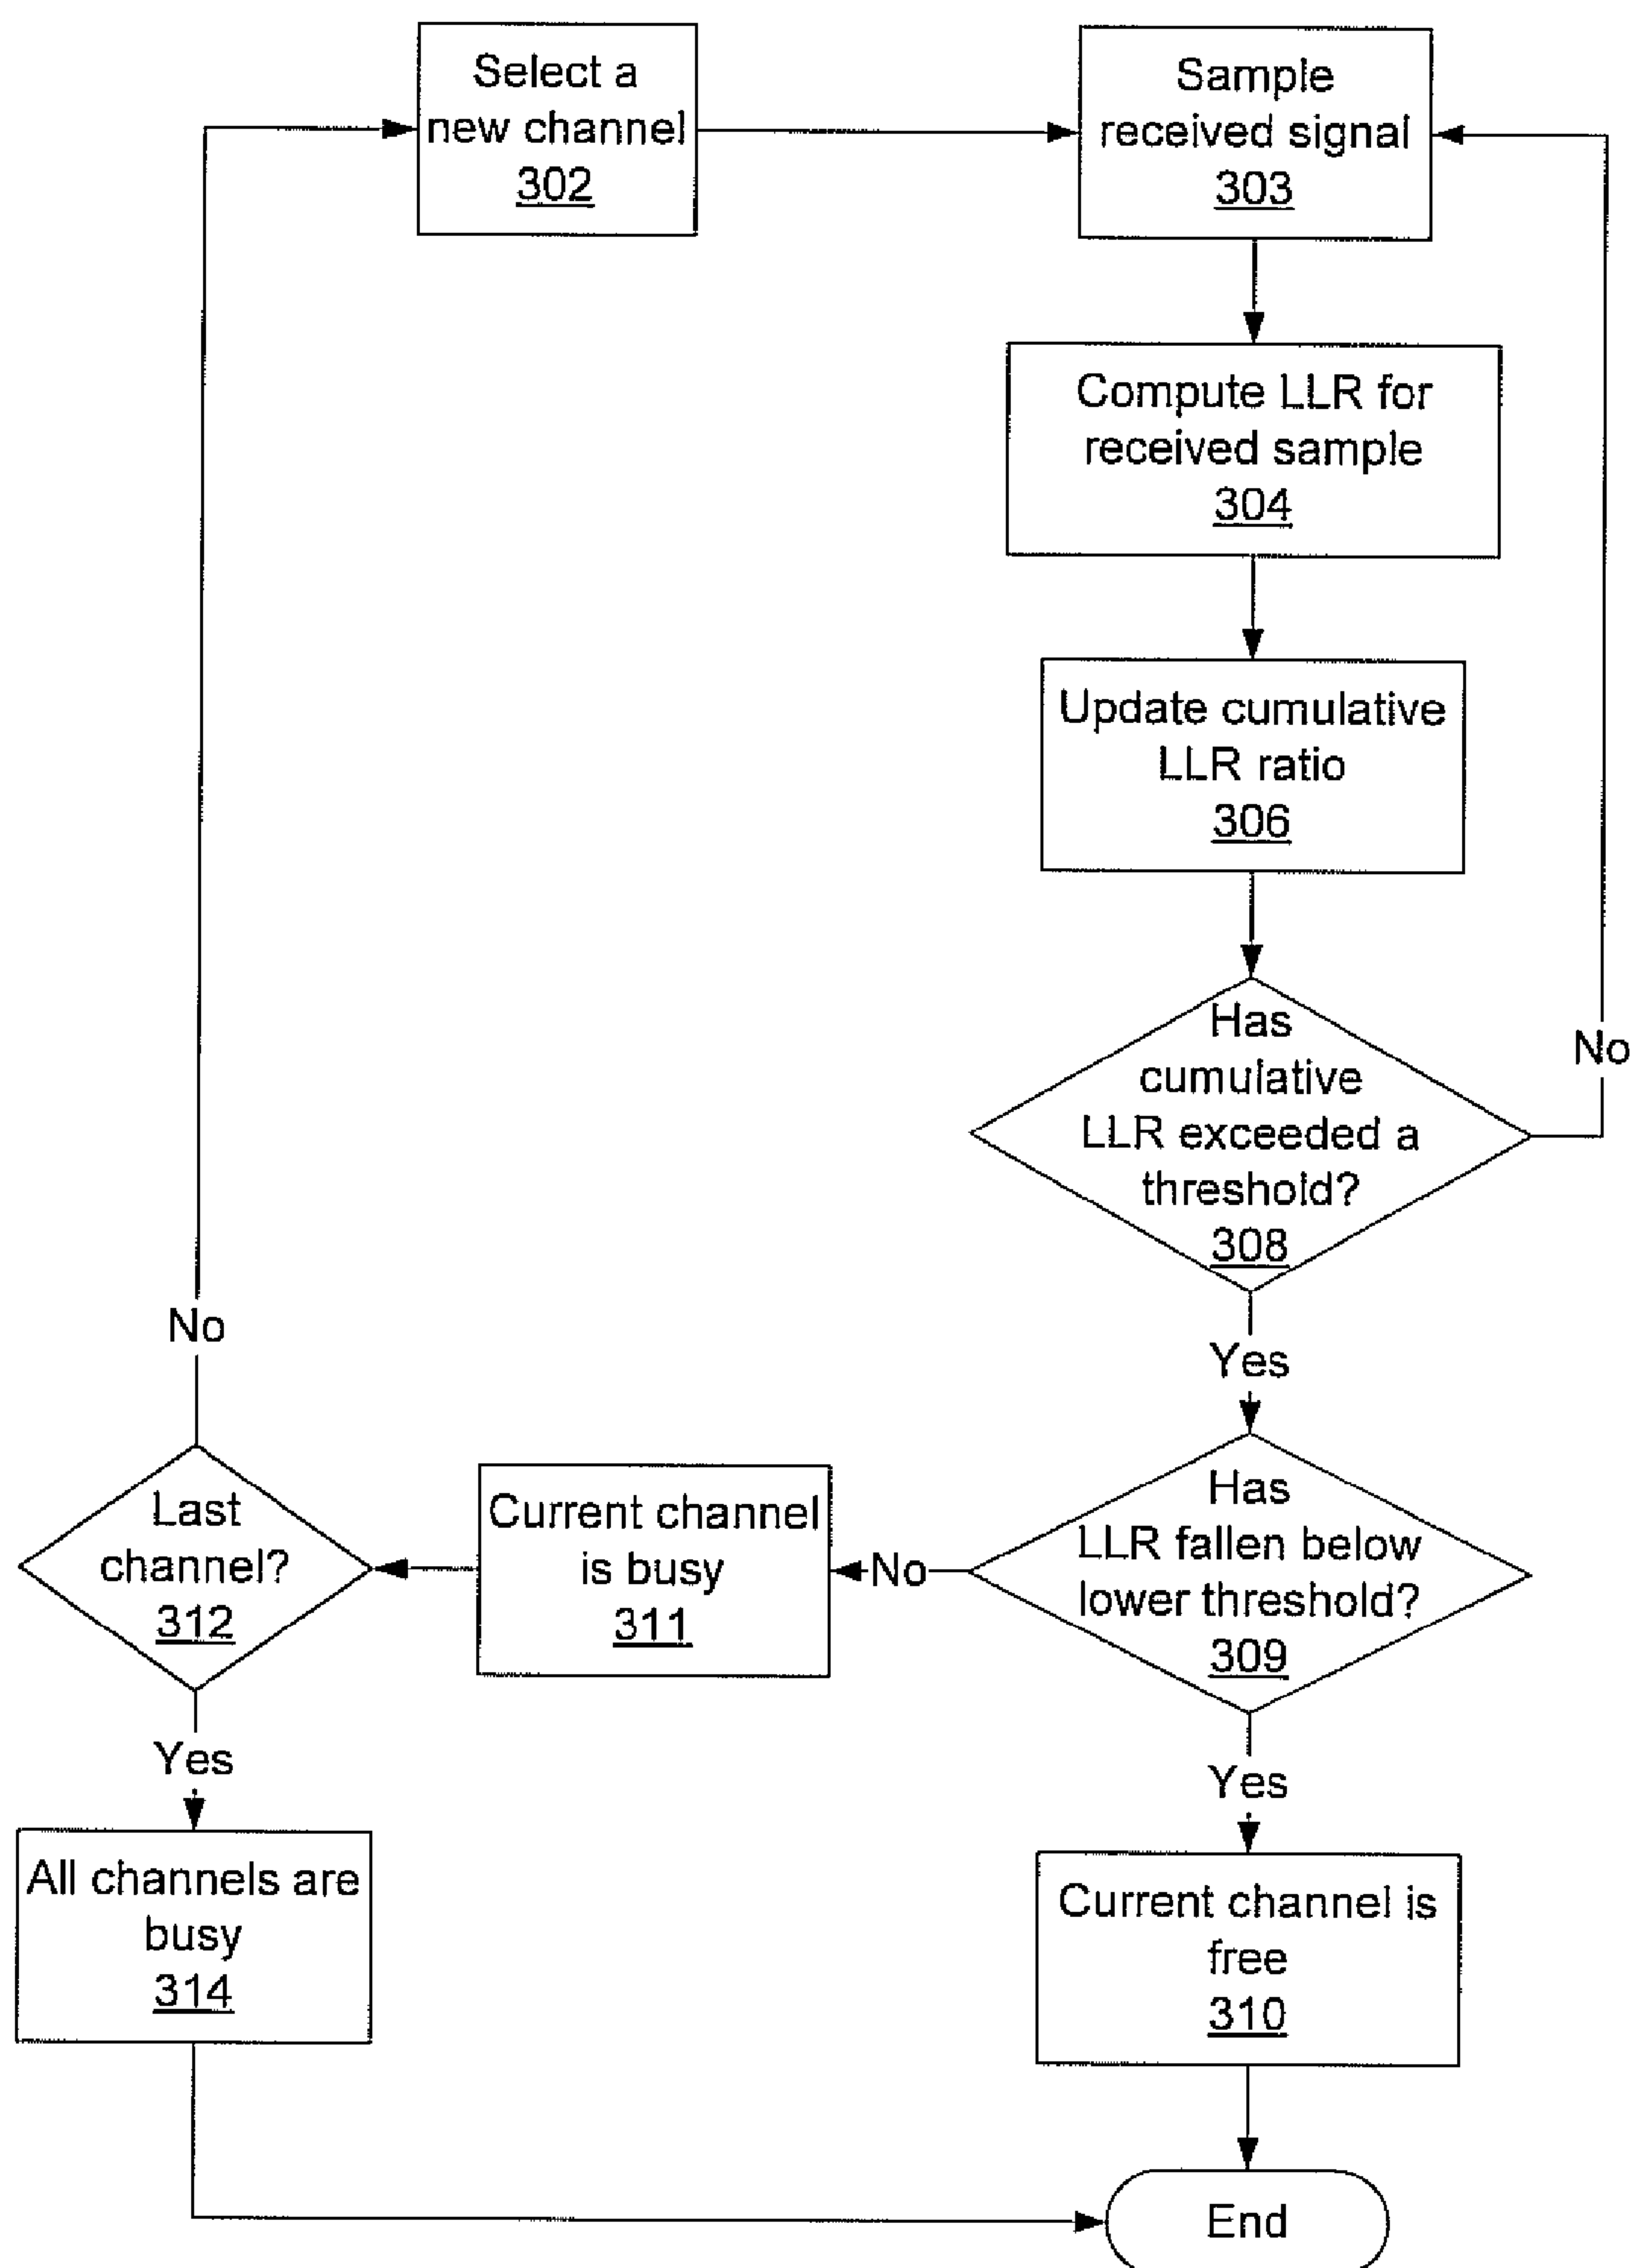 Select a
new channel
302
Sample
received signal
303
Compute LLR for
received sample
304
Update cumulative
LLR ratio
306
Has
cumulative
LLR exceeded a
threshold?
308
No
Yes
Has
LLR fallen below
lower threshold?
309
No
Current channel
is busy
311
Last
channel?
312
No
Yes
All channels are
busy
314
Yes
Current channel is
free
310
End